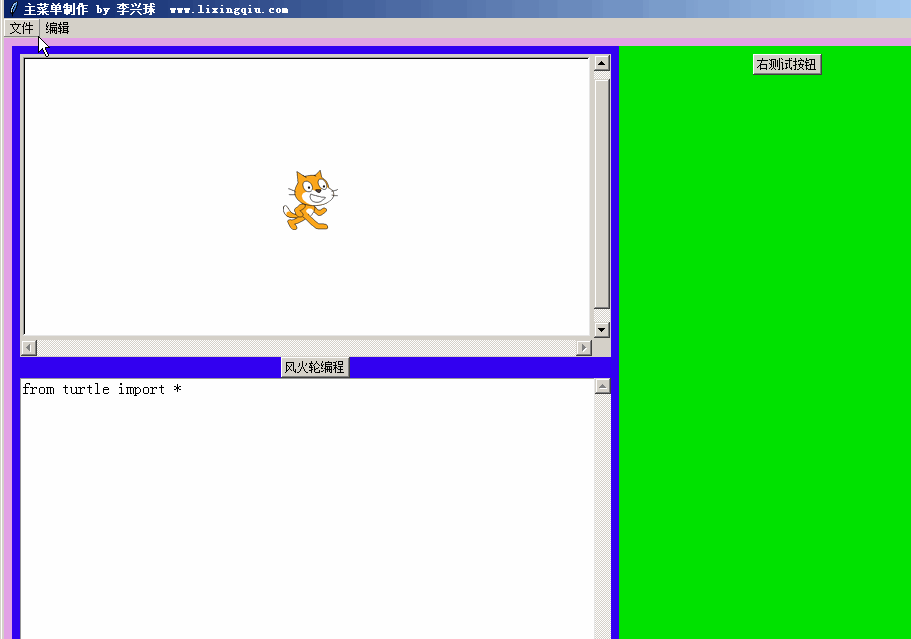 主菜单制作 by 李兴球 www.lixingqiu.com
文件 编辑
右测试按钮
风火轮编程
from turtle import *